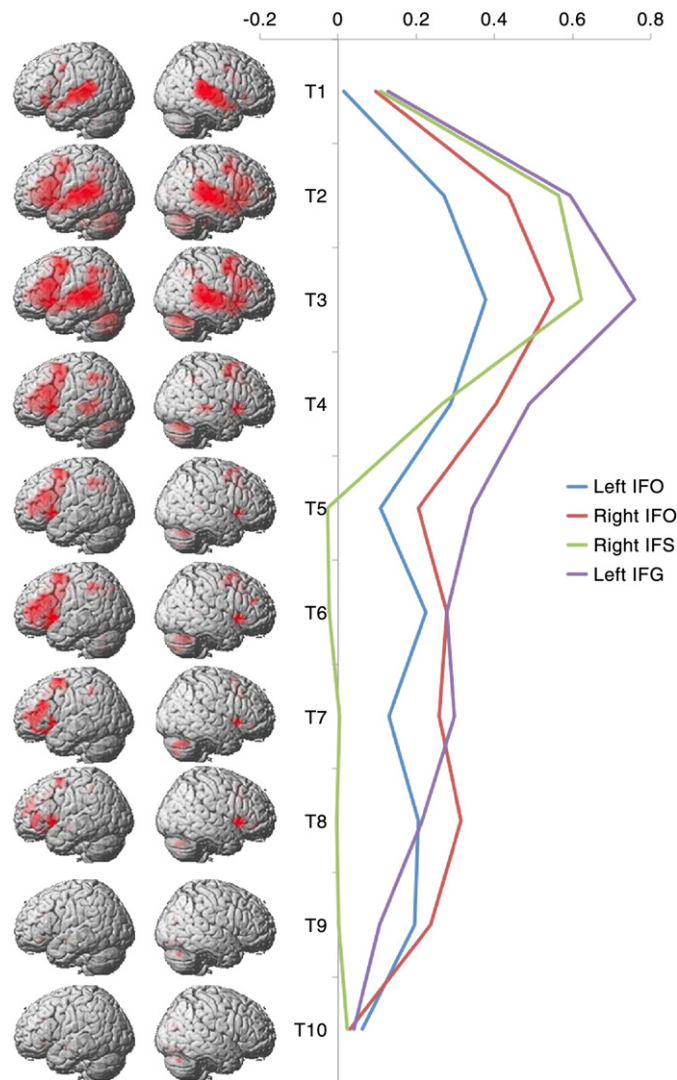 -0.2 0 0.2 0.4 0.6 0.8
T1
T2
T3
T4
T5
Left IFO
Right IFO
Right IFS
Left IFG
T6
T7
T8
T9
T10